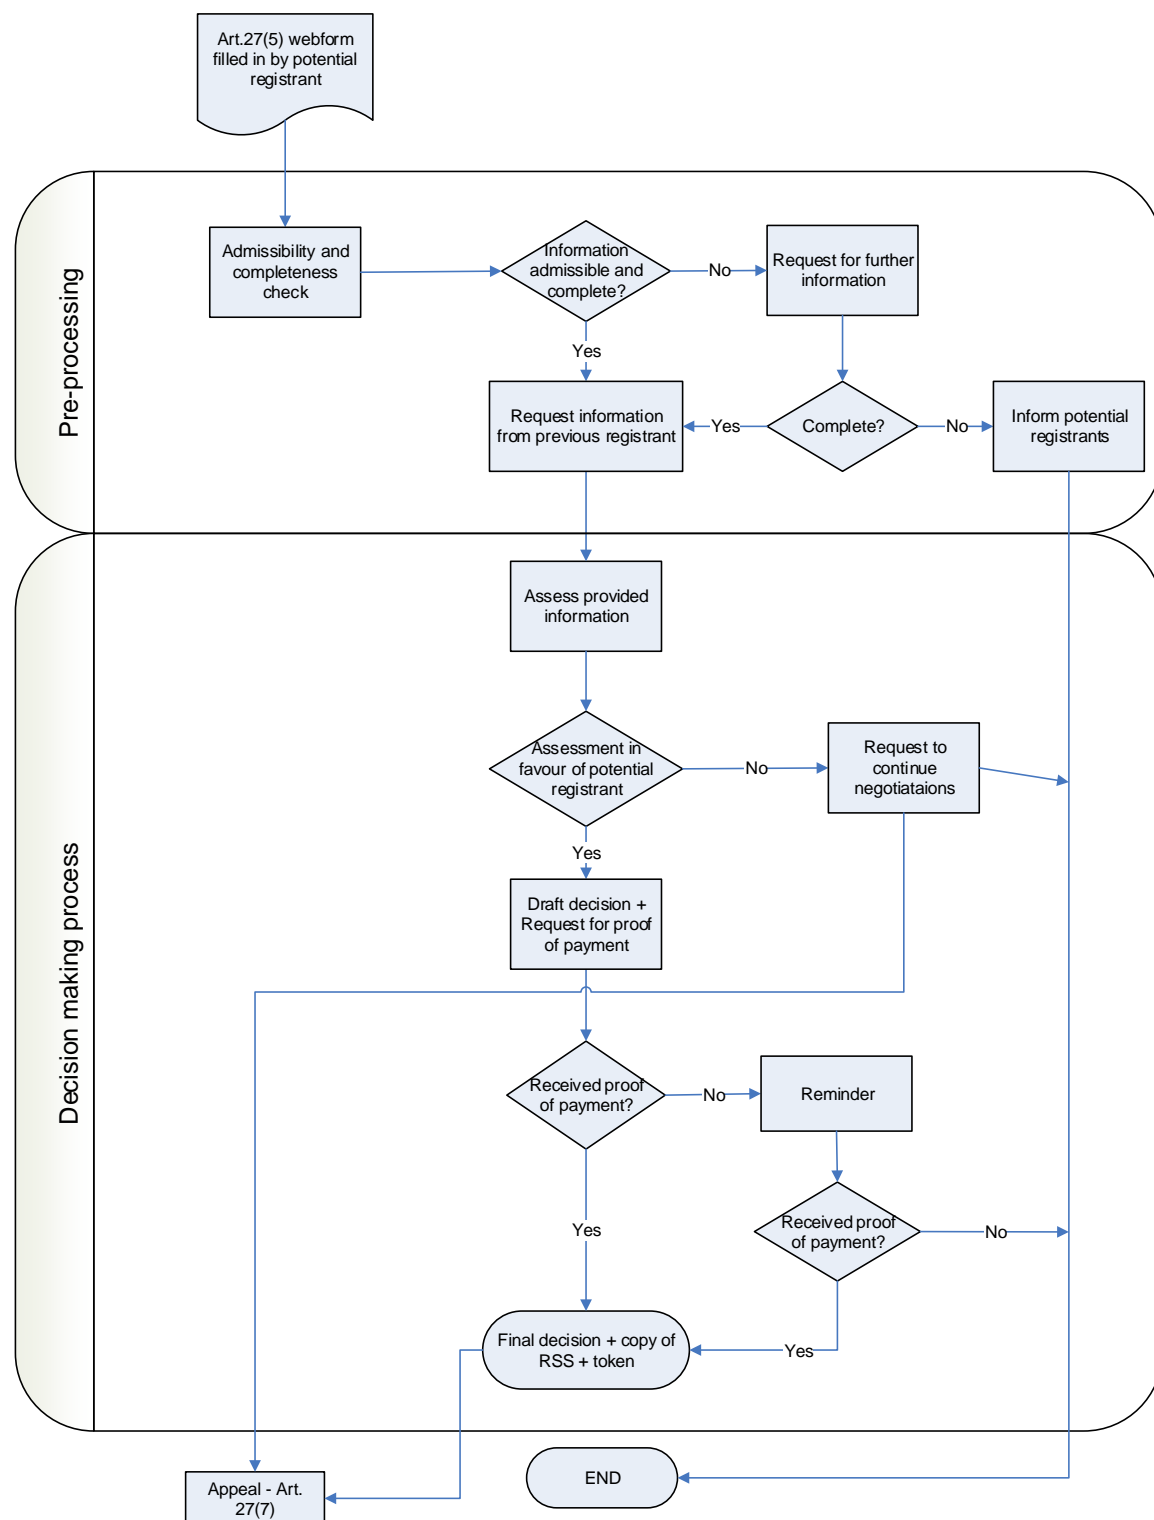 Art.27(5) webform
filled in by potential
registrant
Pre-processing
Admissibility and
completeness
check
Information
admissible and
complete?
No
Request for further
information
Yes
Request information
from previous registrant
Yes
Complete?
No
Inform potential
registrants
Decision making process
Assess provided
information
Assessment in
favour of potential
registrant
No
Request to
continue
negotiataions
Yes
Draft decision +
Request for proof
of payment
Received proof
of payment?
No
Reminder
Yes
Received proof
of payment?
No
Final decision + copy of
RSS + token
Yes
Appeal - Art.
27(7)
END